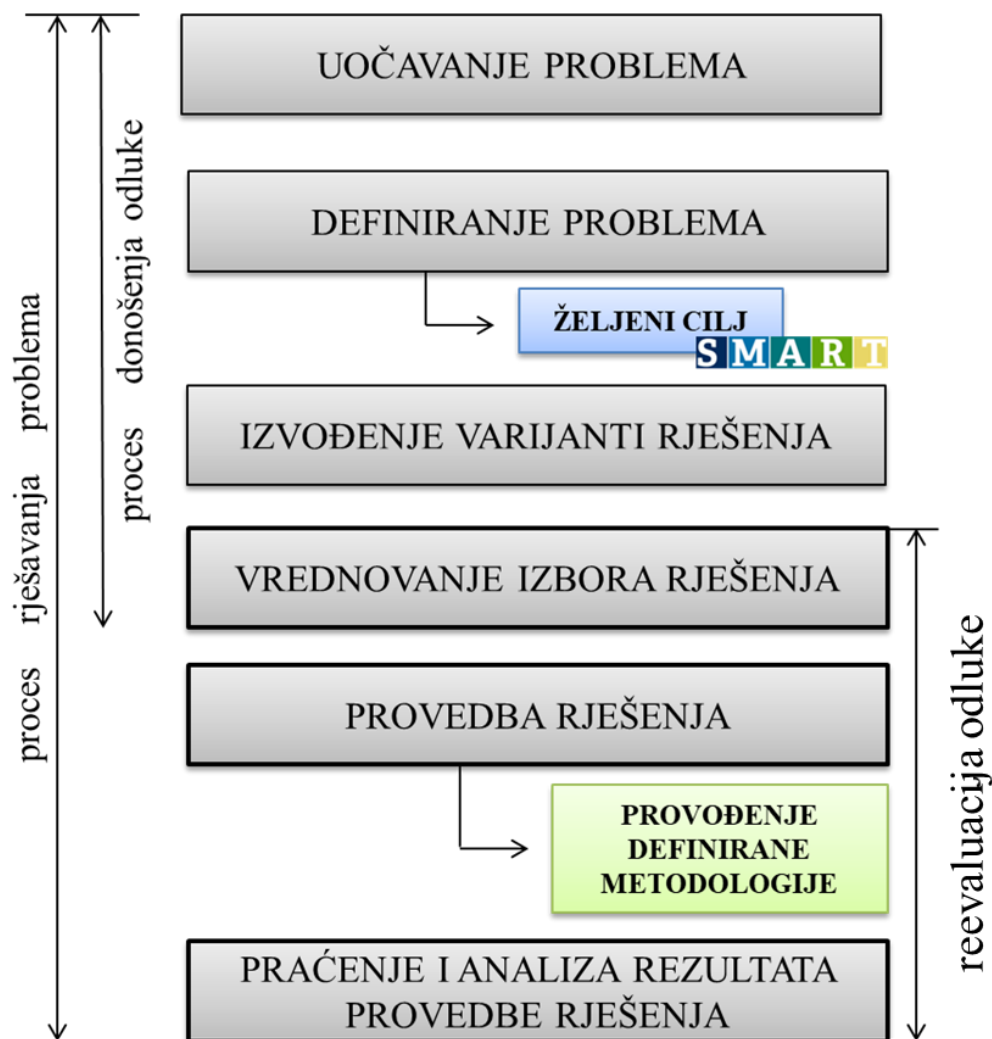 UOČAVANJE PROBLEMA
DEFINIRANJE PROBLEMA
ŽELJENI CILJ
SMART
IZVOĐENJE VARIJANTI RJEŠENJA
VREDNOVANJE IZBORA RJEŠENJA
PROVEDBA RJEŠENJA
PROVOĐENJE
DEFINIRANE
METODOLOGIJE
PRAĆENJE I ANALIZA REZULTATA
PROVEDBE RJEŠENJA
proces rješavanja problema
proces donošenja odluke
reevaluacija odluke